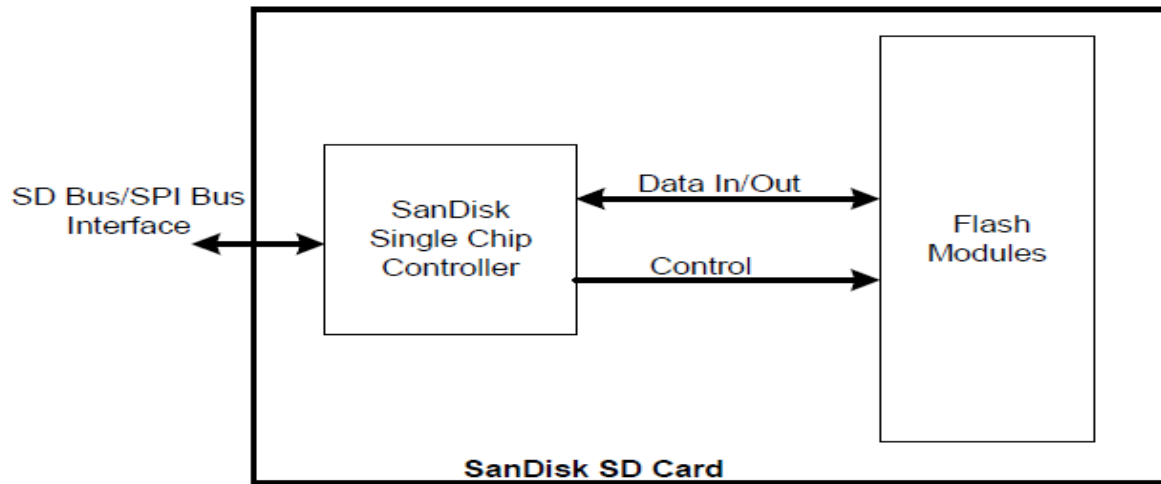 SD Bus/SPI Bus
Interface
SanDisk
Single Chip
Controller
Data In/Out
Control
Flash
Modules
SanDisk SD Card